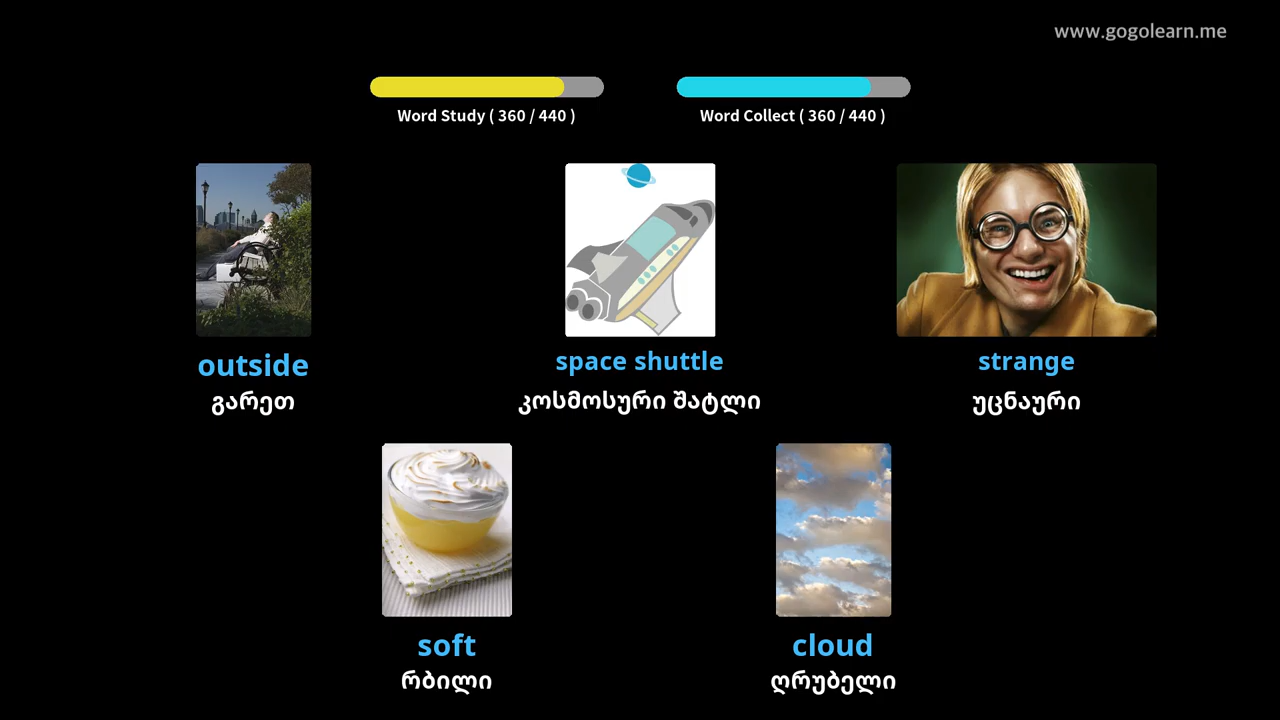 www.gogolearn.me
Word Study ( 360 / 440 )
Word Collect ( 360 / 440 )
outside
გარეთ
space shuttle
კოსმოსური შატლი
strange
უცნაური
soft
რბილი
cloud
ღრუბელი